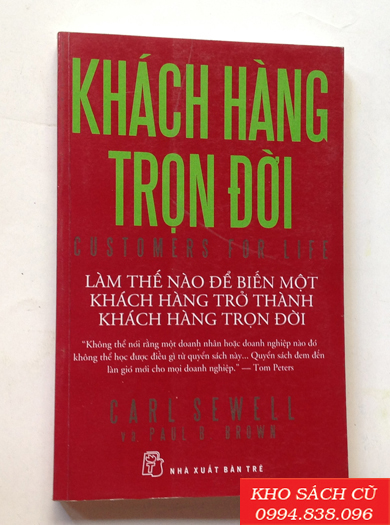 KHÁCH HÀNG
TRỌN ĐỜI
CUSTOMERS FOR LIFE
LÀM THẾ NÀO ĐỂ BIẾN MỘT
KHÁCH HÀNG TRỞ THÀNH
KHÁCH HÀNG TRỌN ĐỜI
"Không thể nói rằng một doanh nhân hoặc doanh nghiệp nào đó
không thể học được điều gì từ quyển sách này... Quyển sách đem đến
làn gió mới cho mọi doanh nghiệp." — Tom Peters
CARL SEWELL
và PAUL B. BROWN
NHÀ XUẤT BẢN TRẺ
KHO SÁCH CŨ
0994.838.096